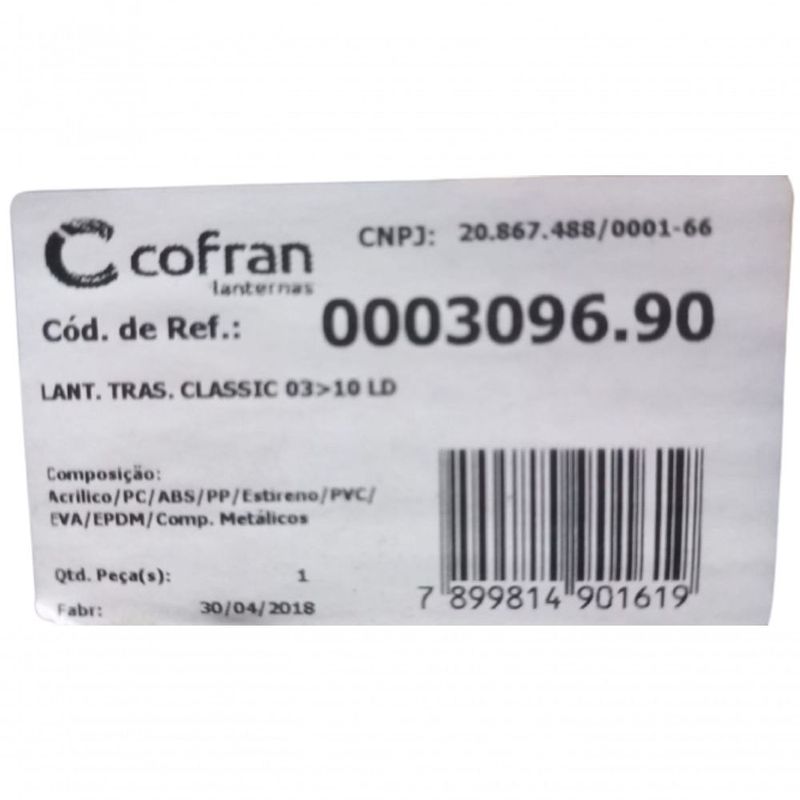 cofran
lanternas
CNPJ: 20.867.488/0001-66
Cód. de Ref.: 0003096.90
LANT. TRAS. CLASSIC 03>10 LD
Composição:
Acrilico/PC/ABS/PP/Estireno/PVC/
EVA/EPDM/Comp. Metálicos
Qtd. Peça(s): 1
Fabr: 30/04/2018
7 899814 901619